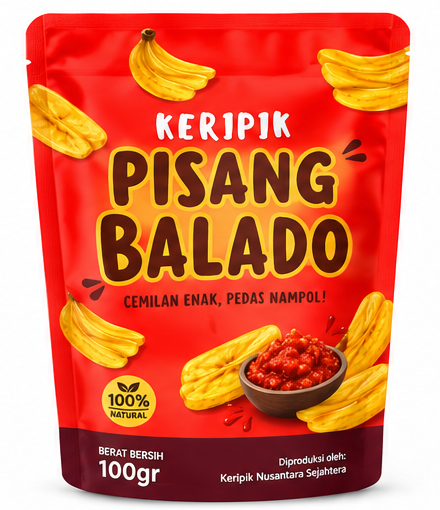 KERIPIK
PISANG
BALADO
CEMILAN ENAK, PEDAS NAMPOL!
100%
NATURAL
BERAT BERSIH
100gr
Diproduksi oleh:
Keripik Nusantara Sejahtera